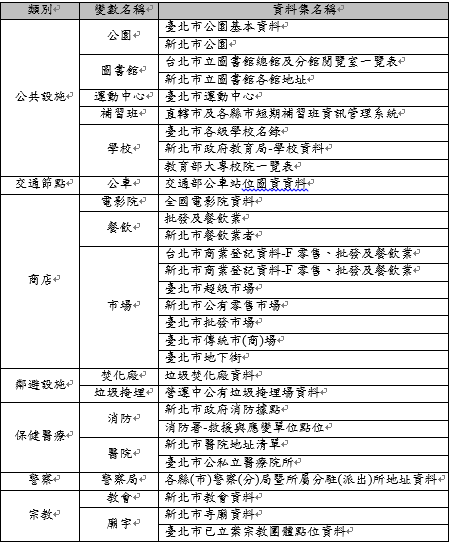 類別 變數名稱 資料集名稱
公共設施 公園 臺北市公園基本資料
新北市公園
圖書館 台北市立圖書館總館及分館閱覽室一覽表
新北市立圖書館各館地址
運動中心 臺北市運動中心
補習班 直轄市及各縣市短期補習班資訊管理系統
學校 臺北市各級學校名錄
新北市政府教育局-學校資料
教育部大專校院一覽表
交通節點 公車 交通部公車站位圖資資料
商店 電影院 全國電影院資料
餐飲 批發及餐飲業
新北市餐飲業者
市場 台北市商業登記資料-F 零售、批發及餐飲業
新北市商業登記資料-F 零售、批發及餐飲業
臺北市超級市場
新北市公有零售市場
臺北市批發市場
臺北市傳統市(商)場
臺北市地下街
鄰避設施 焚化廠 垃圾焚化廠資料
垃圾掩埋 營運中公有垃圾掩埋場資料
保健醫療 消防 新北市政府消防據點
消防署-救援與應變單位點位
醫院 新北市醫院地址清單
臺北市公私立醫療院所
警察 警察局 各縣(市)警察(分)局暨所屬分駐(派出)所地址資料
宗教 教會 新北市教會資料
廟宇 新北市寺廟資料
臺北市已立案宗教團體點位資料